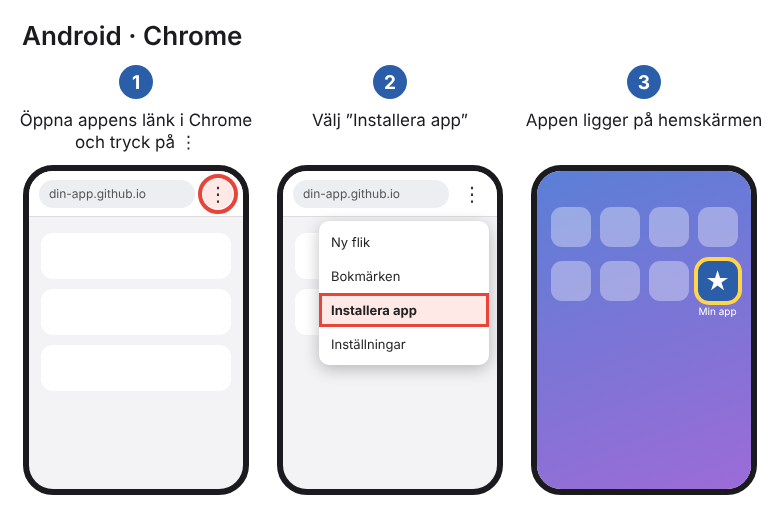 Android · Chrome
1
Öppna appens länk i Chrome
och tryck på ⋮
din-app.github.io ⋮
2
Välj ”Installera app”
din-app.github.io ⋮
Ny flik
Bokmärken
Installera app
Inställningar
3
Appen ligger på hemskärmen
Min app